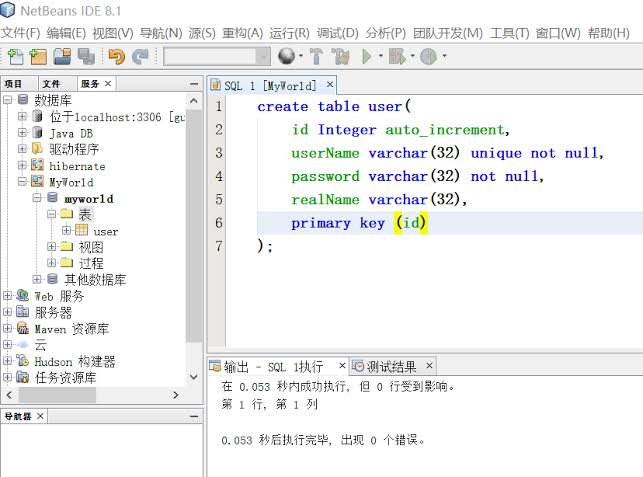 NetBeans IDE 8.1
文件(F) 编辑(E) 视图(V) 导航(N) 源(S) 重构(A) 运行(R) 调试(D) 分析(P) 团队开发(M) 工具(T) 窗口(W) 帮助(H)
项目 文件 服务 ×
SQL 1 [MyWorld] ×
数据库
位于localhost:3306 [gu
Java DB
驱动程序
hibernate
MyWorld
myworld
表
user
视图
过程
其他数据库
Web 服务
服务器
Maven 资源库
云
Hudson 构建器
任务资源库
导航器 ×
1 create table user(
2 id Integer auto_increment,
3 userName varchar(32) unique not null,
4 password varchar(32) not null,
5 realName varchar(32),
6 primary key (id)
7 );
输出 - SQL 1执行 × 测试结果 ×
在 0.053 秒内成功执行, 但 0 行受到影响。
第 1 行, 第 1 列
0.053 秒后执行完毕, 出现 0 个错误。